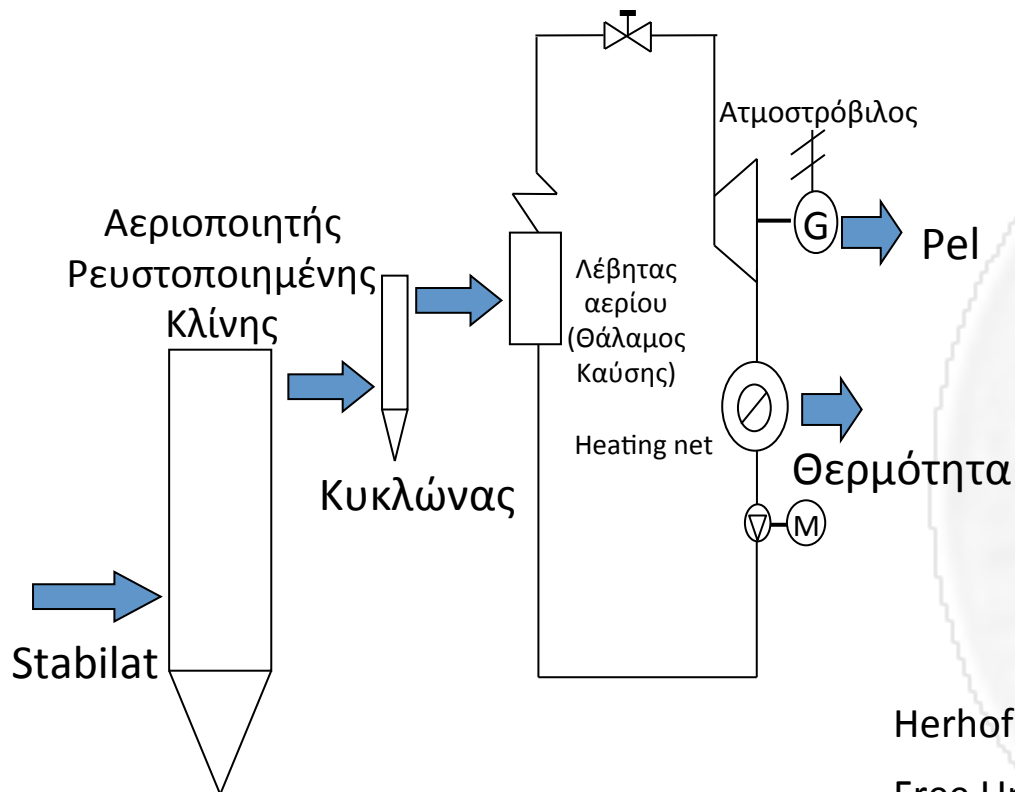 Ατμοστρόβιλος
Αεριοποιητής
Ρευστοποιημένης
Κλίνης
G
Pel
Λέβητας
αερίου
(Θάλαμος
Καύσης)
Heating net
Θερμότητα
Κυκλώνας
M
Stabilat
Herhof